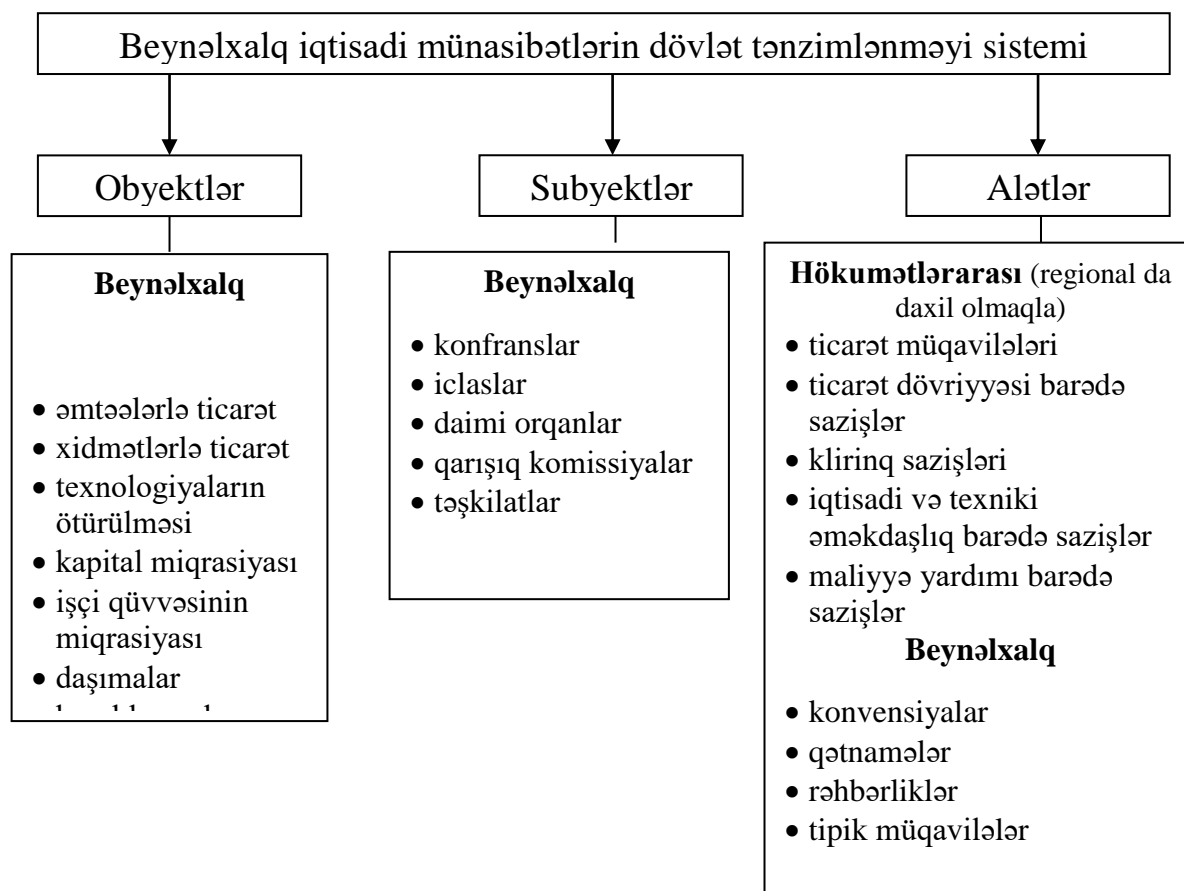 Beynəlxalq iqtisadi münasibətlərin dövlət tənzimlənməyi sistemi
Obyektlər
Subyektlər
Alətlər
Beynəlxalq
• əmtəələrlə ticarət
• xidmətlərlə ticarət
• texnologiyaların
ötürülməsi
• kapital miqrasiyası
• işçi qüvvəsinin
miqrasiyası
• daşımalar
Beynəlxalq
• konfranslar
• iclaslar
• daimi orqanlar
• qarışıq komissiyalar
• təşkilatlar
Hökumətlərarası (regional da
daxil olmaqla)
• ticarət müqavilələri
• ticarət dövriyyəsi barədə
sazişlər
• klirinq sazişləri
• iqtisadi və texniki
əməkdaşlıq barədə sazişlər
• maliyyə yardımı barədə
sazişlər
Beynəlxalq
• konvensiyalar
• qətnamələr
• rəhbərliklər
• tipik müqavilələr